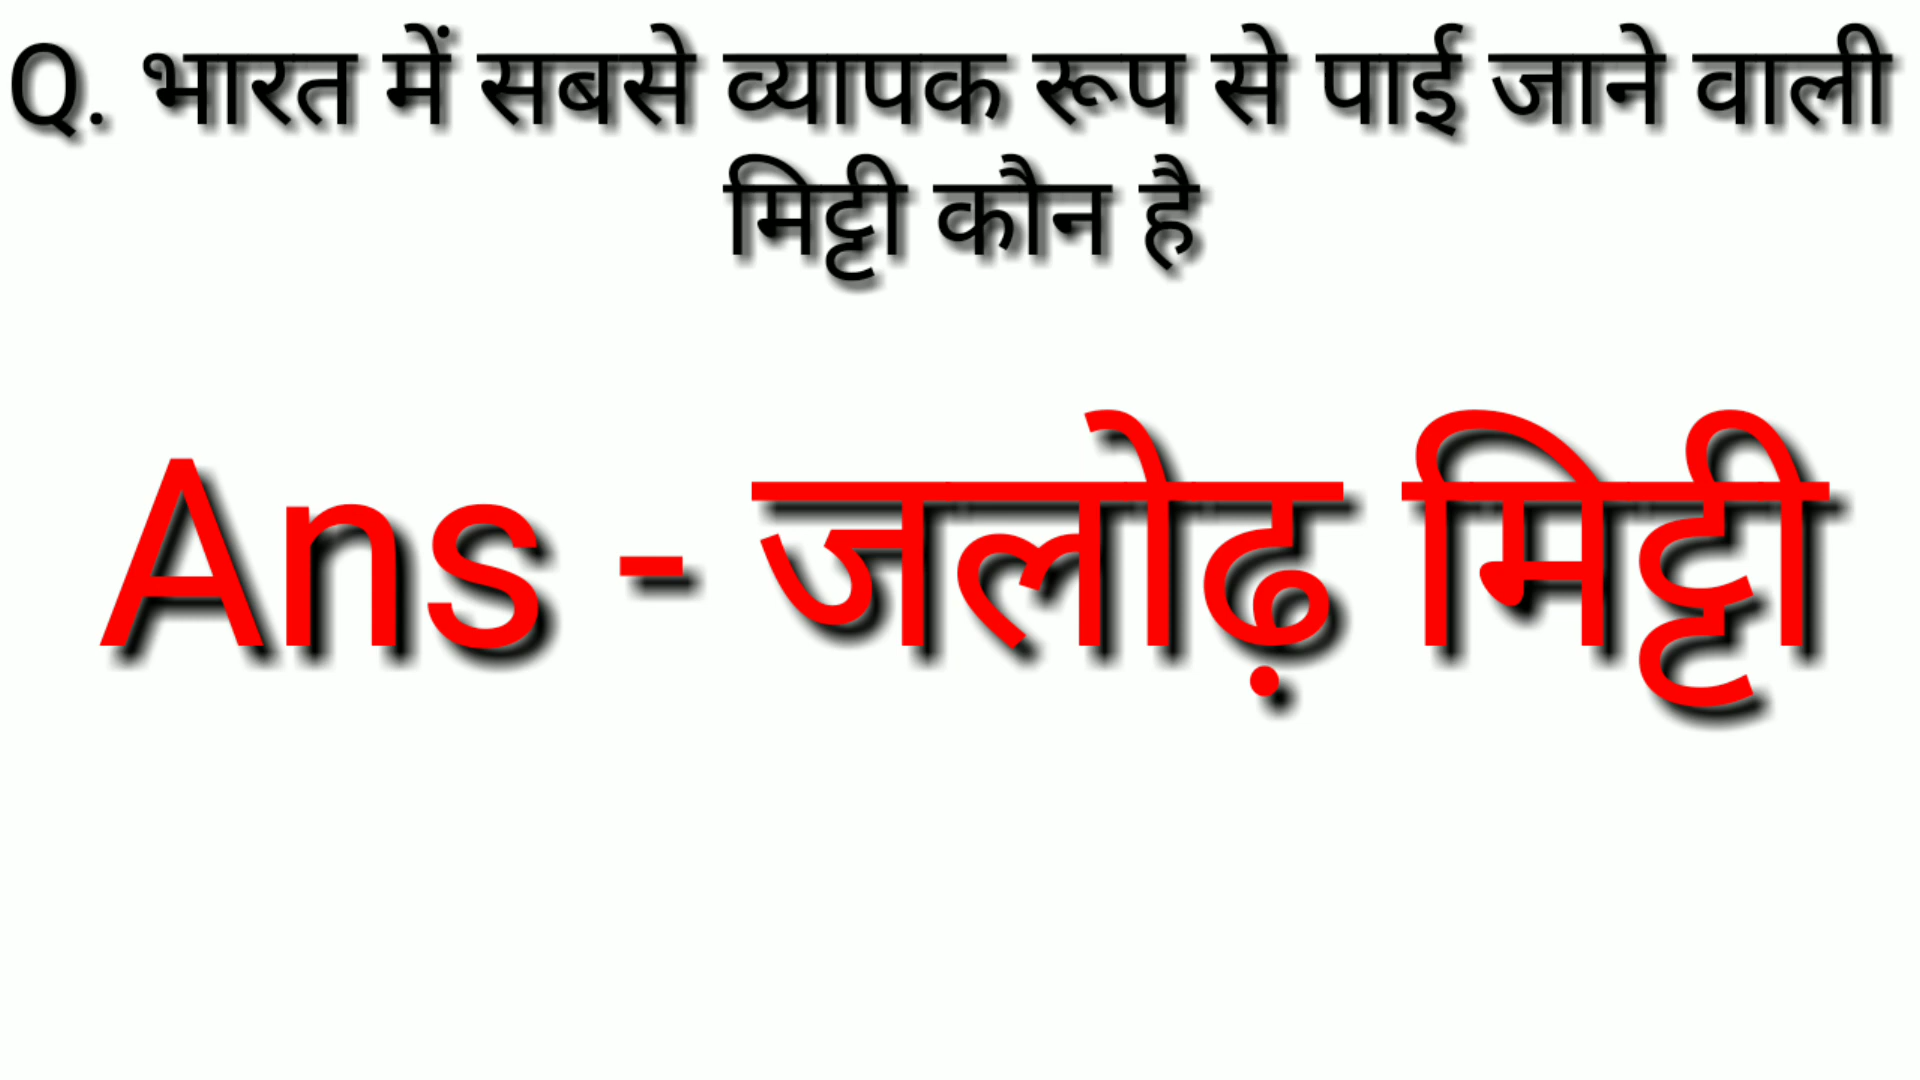 Q. भारत में सबसे व्यापक रूप से पाई जाने वाली
मिट्टी कौन है
Ans - जलोढ़ मिट्टी